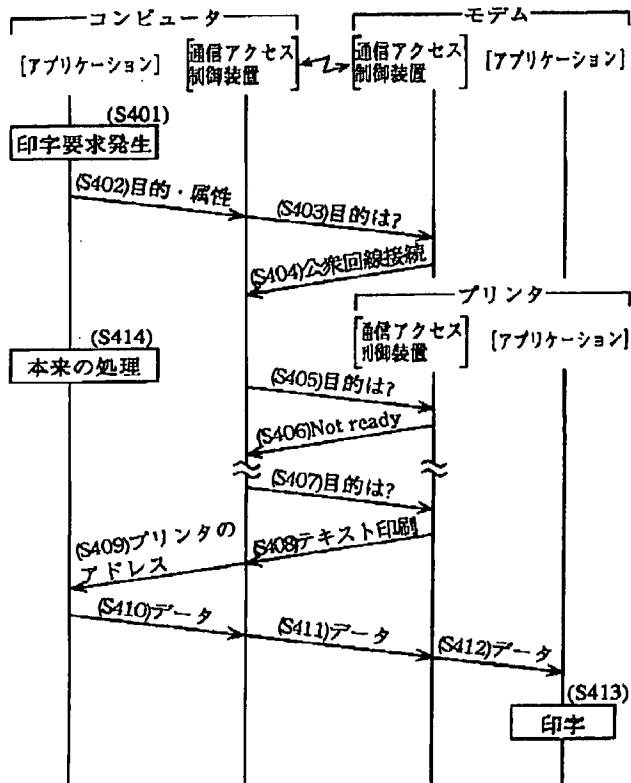 コンピュータ
モデム
[アプリケーション]
[通信アクセス
制御装置]
[通信アクセス
制御装置]
[アプリケーション]
(S401)
印字要求発生
(S402)目的・属性
(S403)目的は?
(S404)公衆回線接続
プリンタ
[通信アクセス
制御装置]
[アプリケーション]
(S414)
本来の処理
(S405)目的は?
(S406)Not ready
(S407)目的は?
(S408)テキスト印刷
(S409)プリンタの
アドレス
(S410)データ
(S411)データ
(S412)データ
(S413)
印字